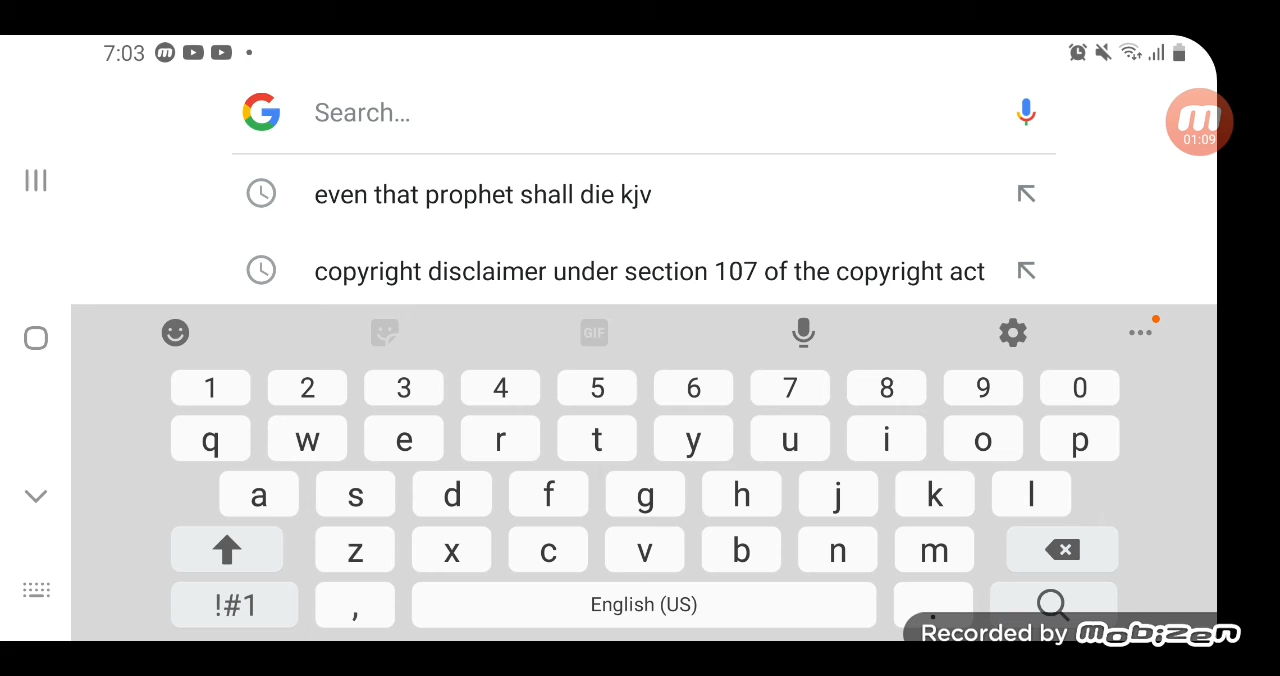 7:03
Search...
01:09
even that prophet shall die kjv
copyright disclaimer under section 107 of the copyright act
GIF
1 2 3 4 5 6 7 8 9 0
q w e r t y u i o p
a s d f g h j k l
z x c v b n m
!#1 , English (US) .
Recorded by mobizen